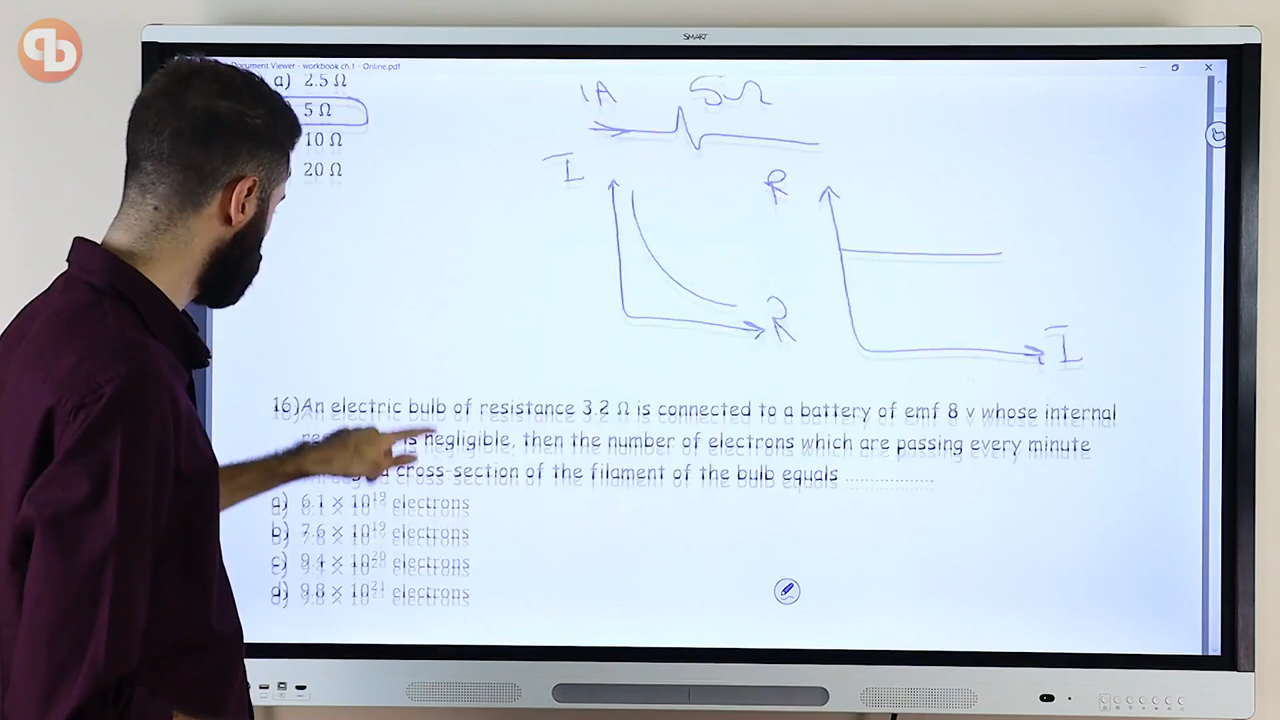 pb
SMART
Document Viewer - workbook ch.1 - Online.pdf
a) 2.5 Ω
5 Ω
10 Ω
20 Ω
1A 5Ω
I
R
R
I
16)An electric bulb of resistance 3.2 Ω is connected to a battery of emf 8 v whose internal
is negligible, then the number of electrons which are passing every minute
cross-section of the filament of the bulb equals ..................
a) 6.1 × 10¹⁹ electrons
b) 7.6 × 10¹⁹ electrons
c) 9.4 × 10²⁰ electrons
d) 9.8 × 10²¹ electrons